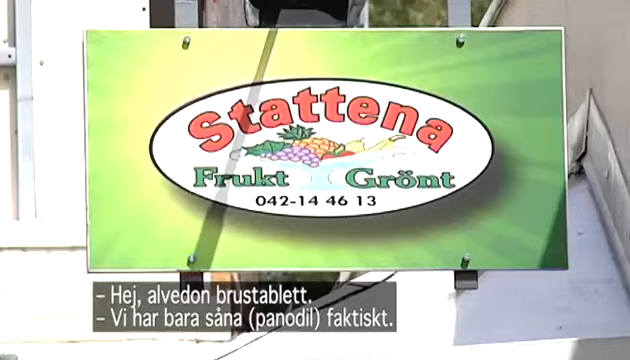 Stattena
Frukt Grönt
042-14 46 13
– Hej, alvedon brustablett.
– Vi har bara såna (panodil) faktiskt.